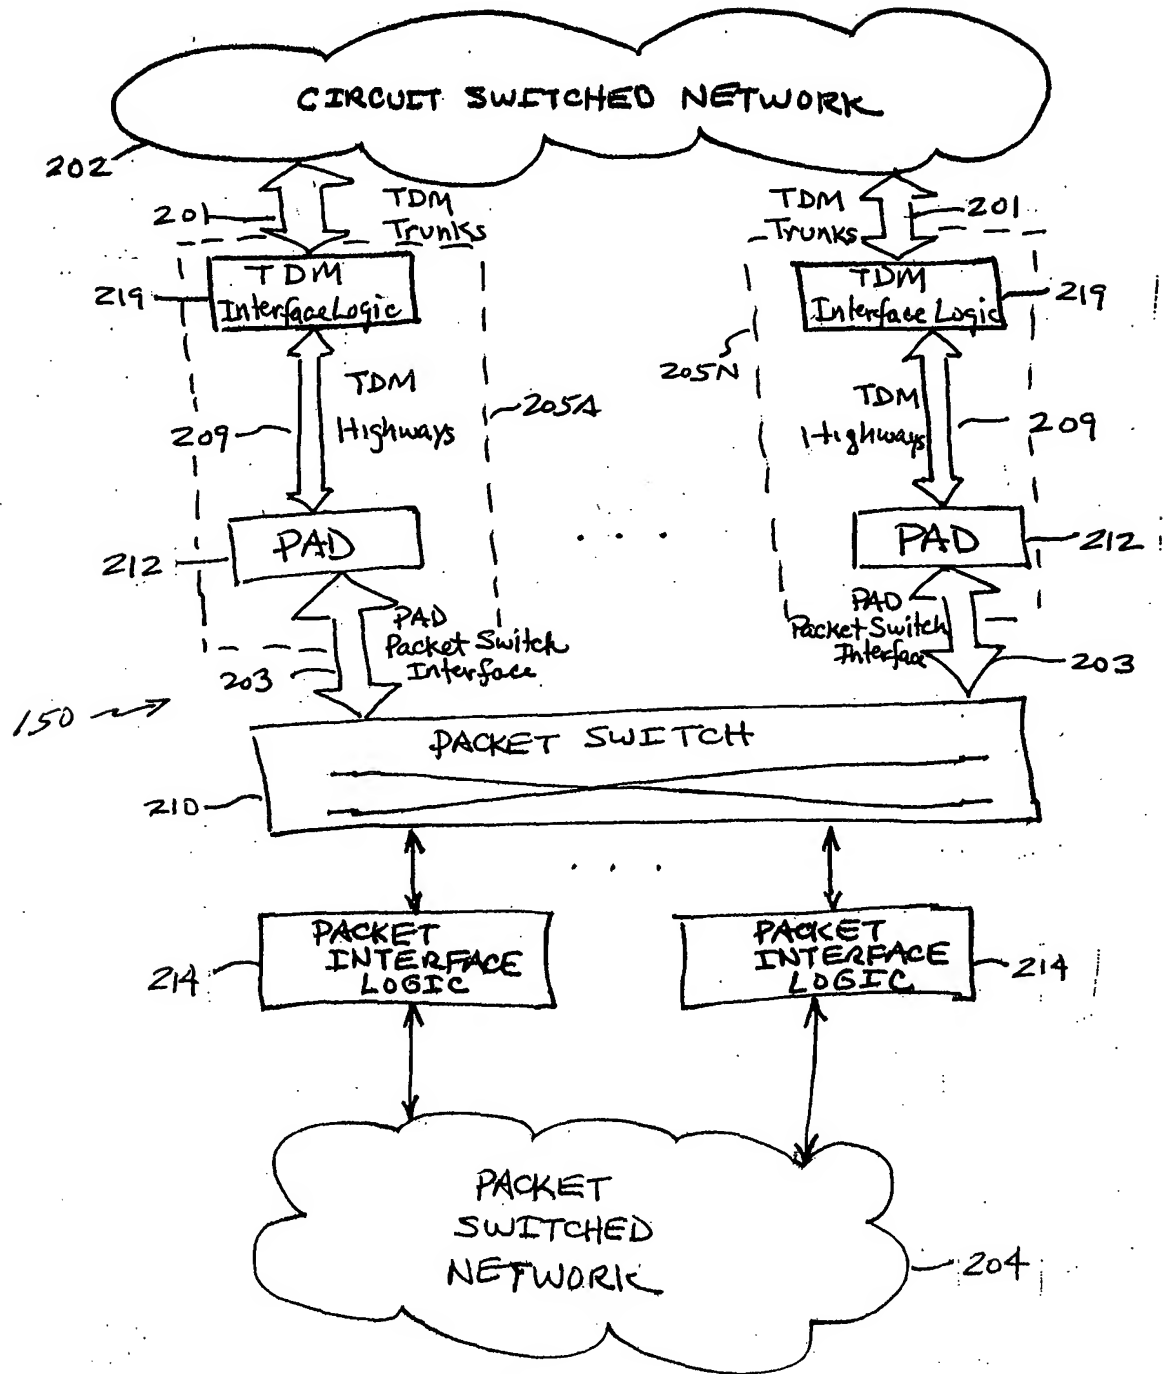 CIRCUIT SWITCHED NETWORK
202
201
TDM
Trunks
TDM
Trunks
201
219
TDM
Interface Logic
TDM
Interface Logic
219
205A
205N
209
TDM
Highways
TDM
Highways
209
212
PAD
. . .
PAD
212
PAD
Packet Switch
Interface
203
PAD
Packet Switch
Interface
203
150
PACKET SWITCH
210
. . .
214
PACKET
INTERFACE
LOGIC
PACKET
INTERFACE
LOGIC
214
PACKET
SWITCHED
NETWORK
204